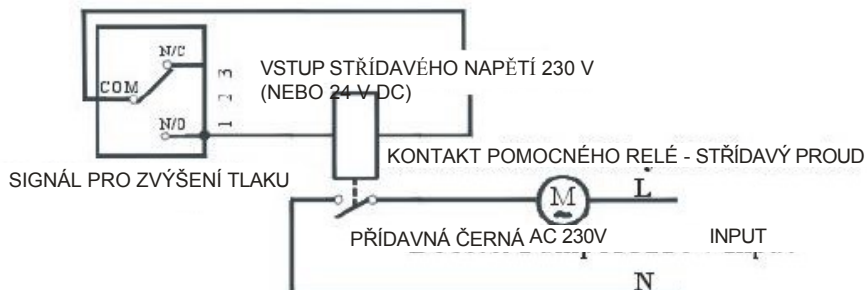 N/C
COM
N/O
3
2
1
VSTUP STŘÍDAVÉHO NAPĚTÍ 230 V
(NEBO 24 V DC)
KONTAKT POMOCNÉHO RELÉ - STŘÍDAVÝ PROUD
SIGNÁL PRO ZVÝŠENÍ TLAKU
M
L
PŘÍDAVNÁ ČERNÁ AC 230V INPUT
N